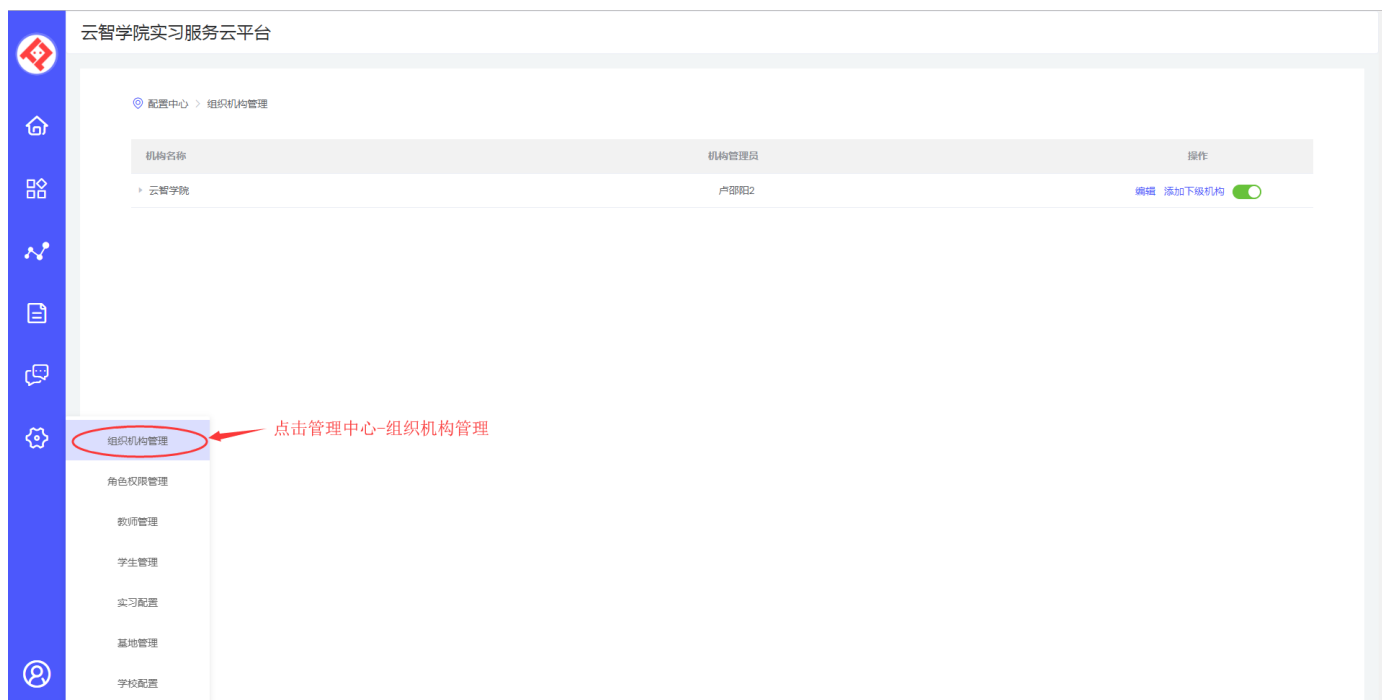 云智学院实习服务云平台
配置中心 > 组织机构管理
机构名称 机构管理员 操作
云智学院 卢邵阳2 编辑 添加下级机构
点击管理中心-组织机构管理
组织机构管理
角色权限管理
教师管理
学生管理
实习配置
基地管理
学校配置